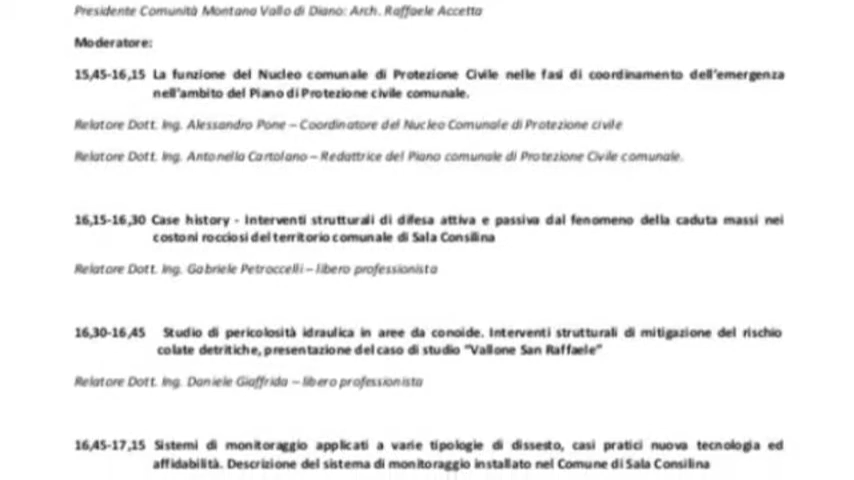 Presidente Comunità Montana Vallo di Diano: Arch. Raffaele Accetta
Moderatore:
15,45-16,15 La funzione del Nucleo comunale di Protezione Civile nelle fasi di coordinamento dell'emergenza
nell'ambito del Piano di Protezione civile comunale.
Relatore Dott. Ing. Alessandro Pone – Coordinatore del Nucleo Comunale di Protezione civile
Relatore Dott. Ing. Antonella Cartolano – Redattrice del Piano comunale di Protezione Civile comunale.
16,15-16,30 Case history - Interventi strutturali di difesa attiva e passiva dal fenomeno della caduta massi nei
costoni rocciosi del territorio comunale di Sala Consilina
Relatore Dott. Ing. Gabriele Petroccelli – libero professionista
16,30-16,45 Studio di pericolosità idraulica in aree da conoide. Interventi strutturali di mitigazione del rischio
colate detritiche, presentazione del caso di studio "Vallone San Raffaele"
Relatore Dott. Ing. Daniele Giaffrida – libero professionista
16,45-17,15 Sistemi di monitoraggio applicati a varie tipologie di dissesto, casi pratici nuova tecnologia ed
affidabilità. Descrizione del sistema di monitoraggio installato nel Comune di Sala Consilina